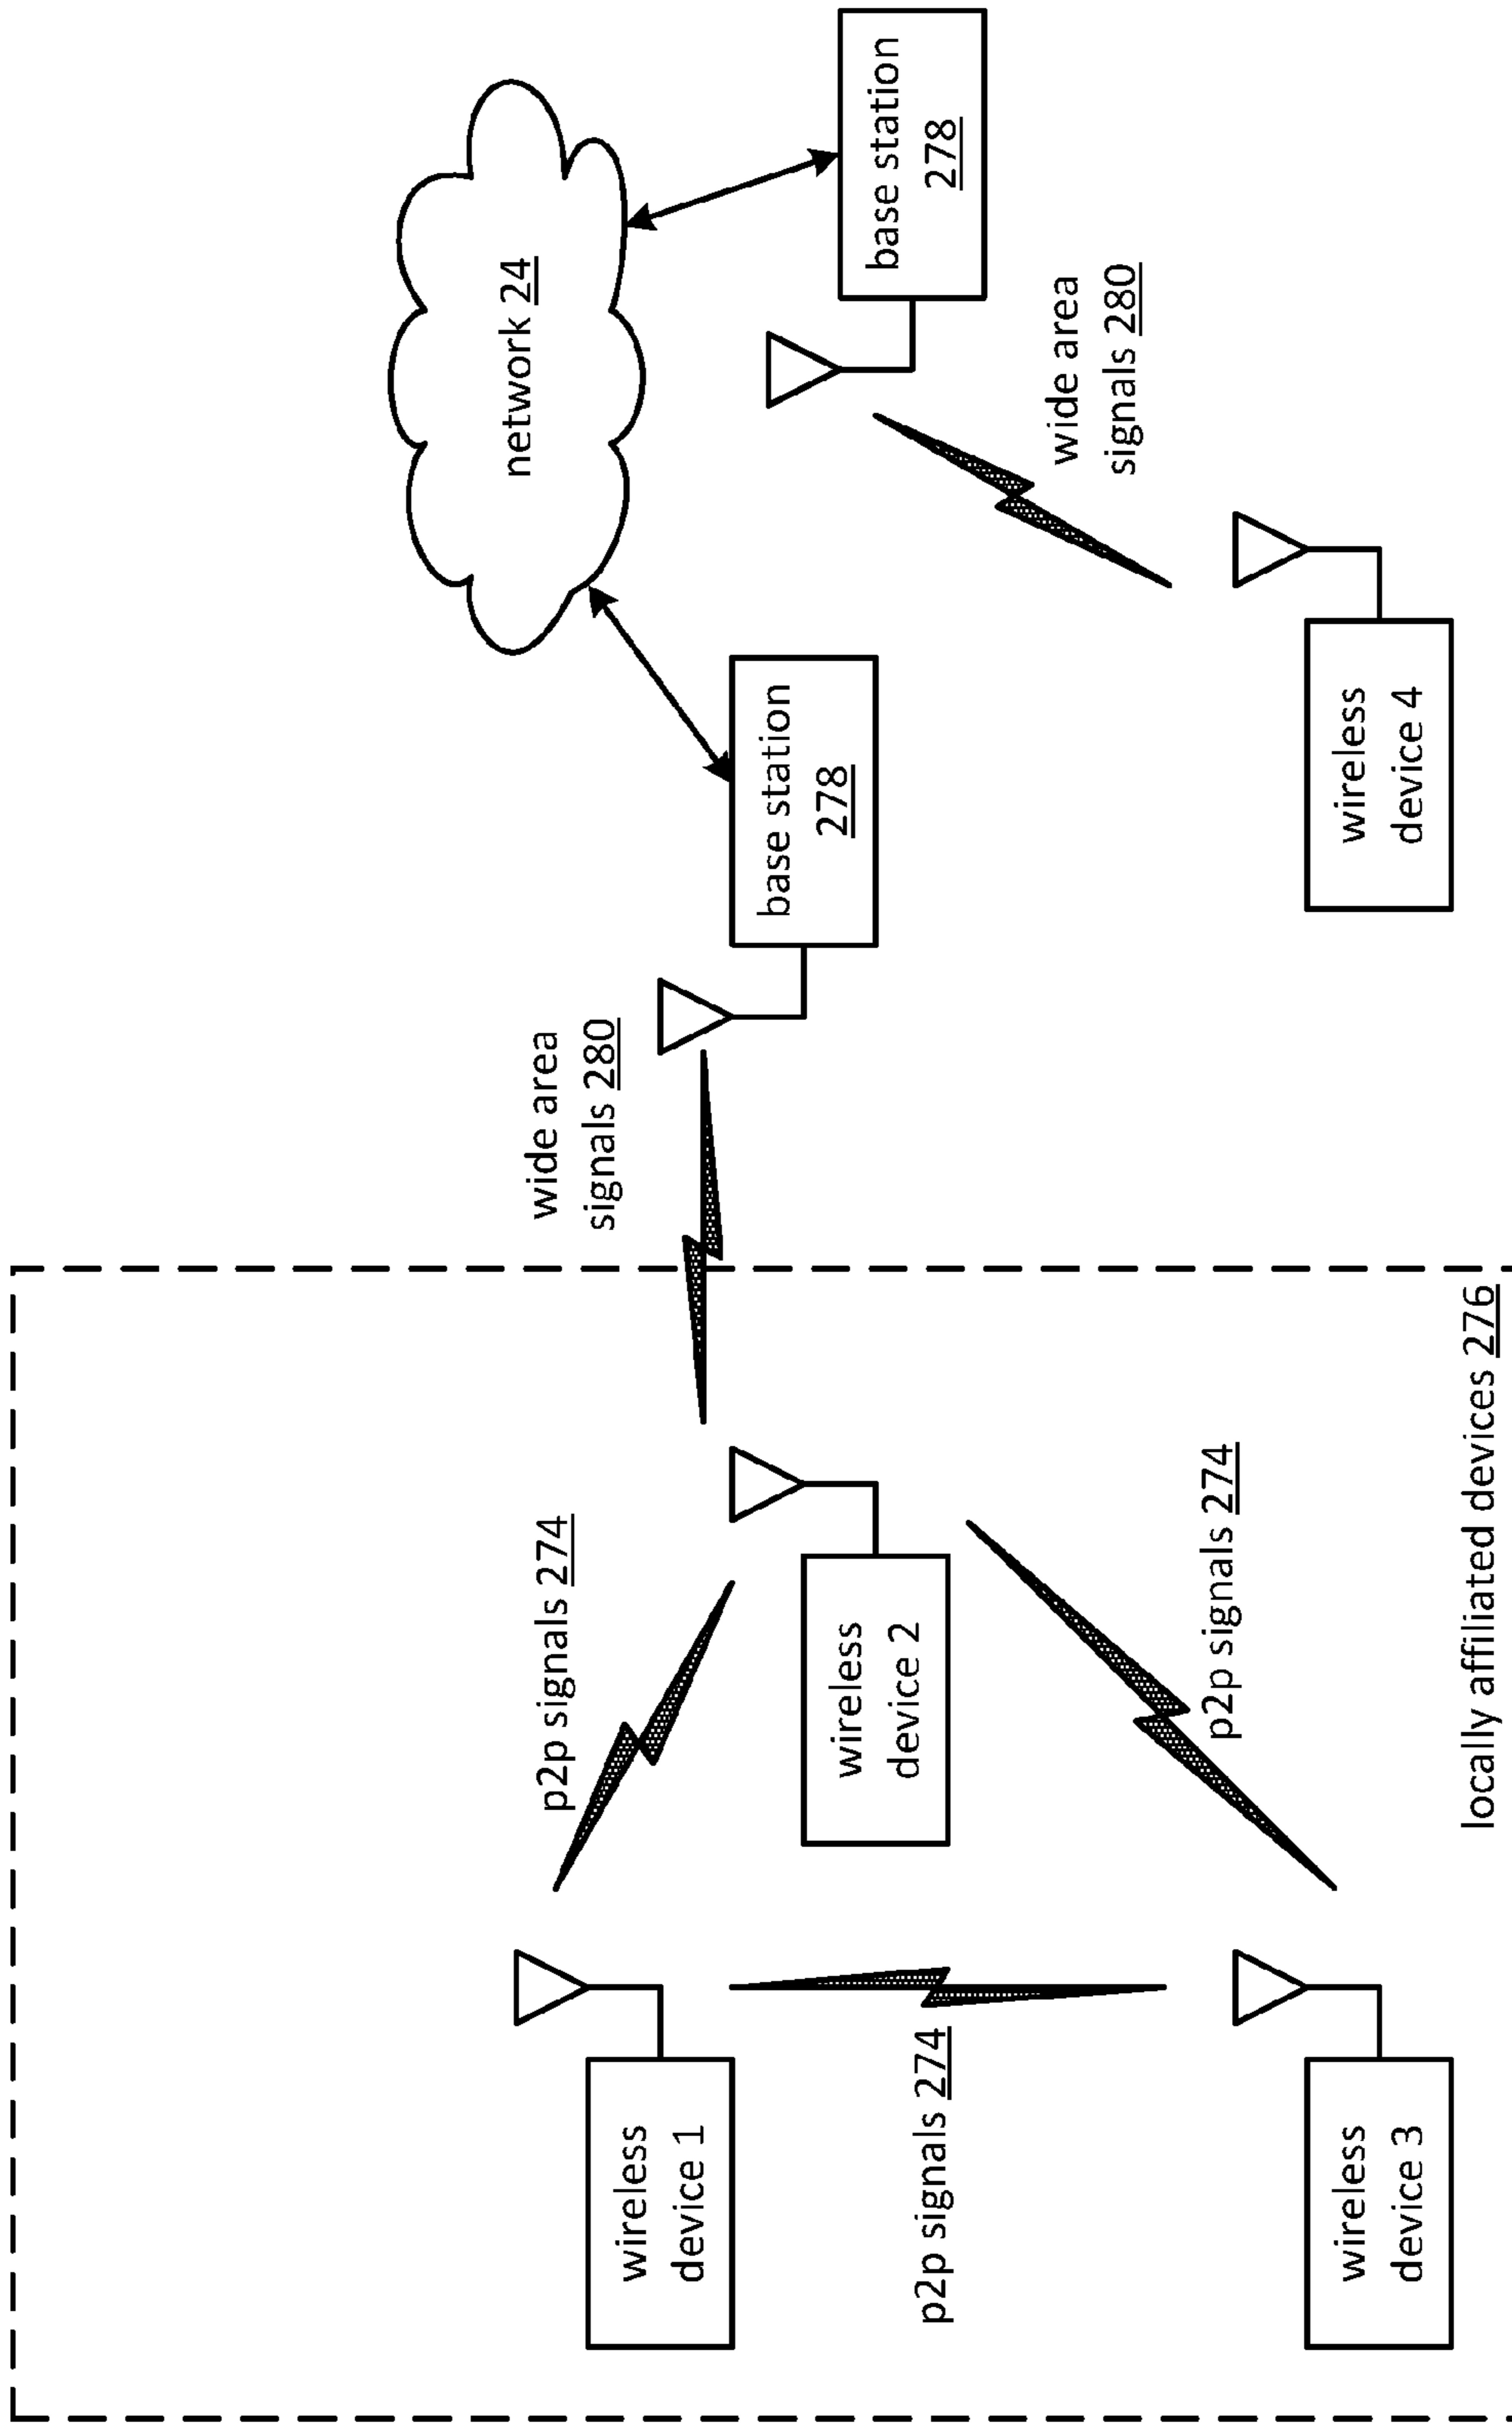 network 24
wide area
signals 280
base station
278
base station
278
wide area
signals 280
p2p signals 274
wireless
device 1
wireless
device 2
p2p signals 274
p2p signals 274
wireless
device 3
wireless
device 4
locally affiliated devices 276